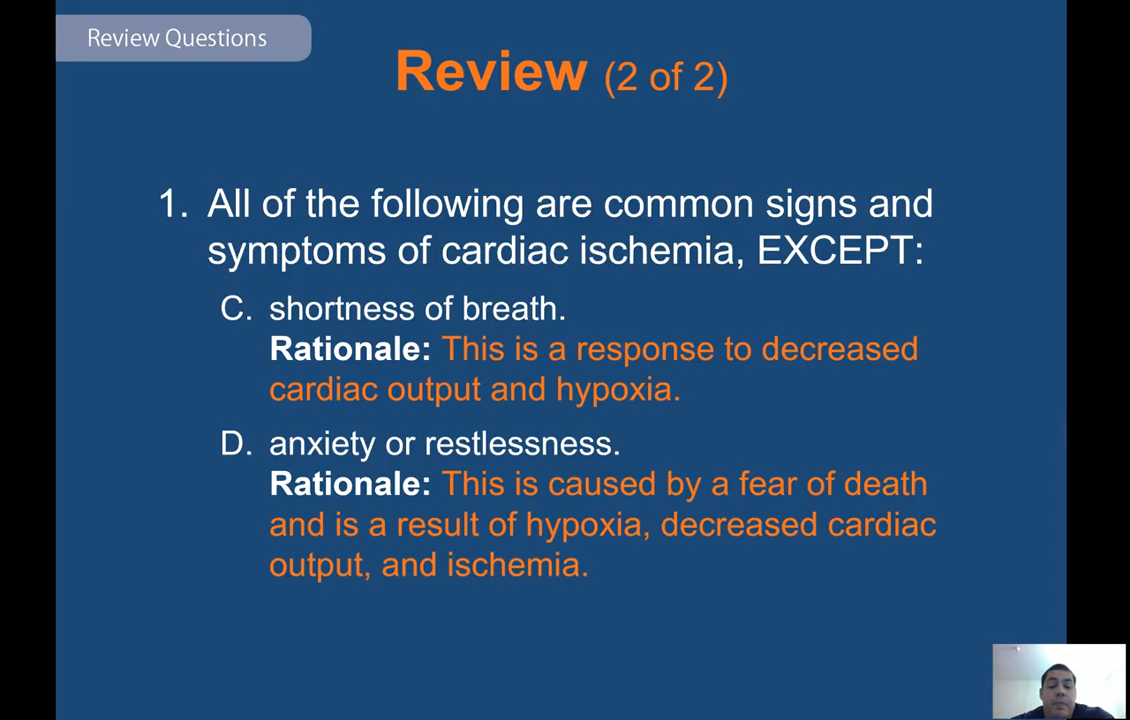 Review Questions
Review (2 of 2)
1. All of the following are common signs and
symptoms of cardiac ischemia, EXCEPT:
C. shortness of breath.
Rationale: This is a response to decreased
cardiac output and hypoxia.
D. anxiety or restlessness.
Rationale: This is caused by a fear of death
and is a result of hypoxia, decreased cardiac
output, and ischemia.